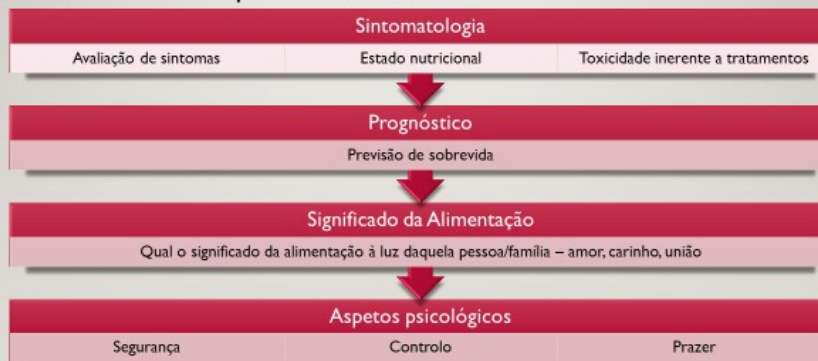 Sintomatologia
Avaliação de sintomas Estado nutricional Toxicidade inerente a tratamentos
Prognóstico
Previsão de sobrevida
Significado da Alimentação
Qual o significado da alimentação à luz daquela pessoa/família – amor, carinho, união
Aspetos psicológicos
Segurança Controlo Prazer